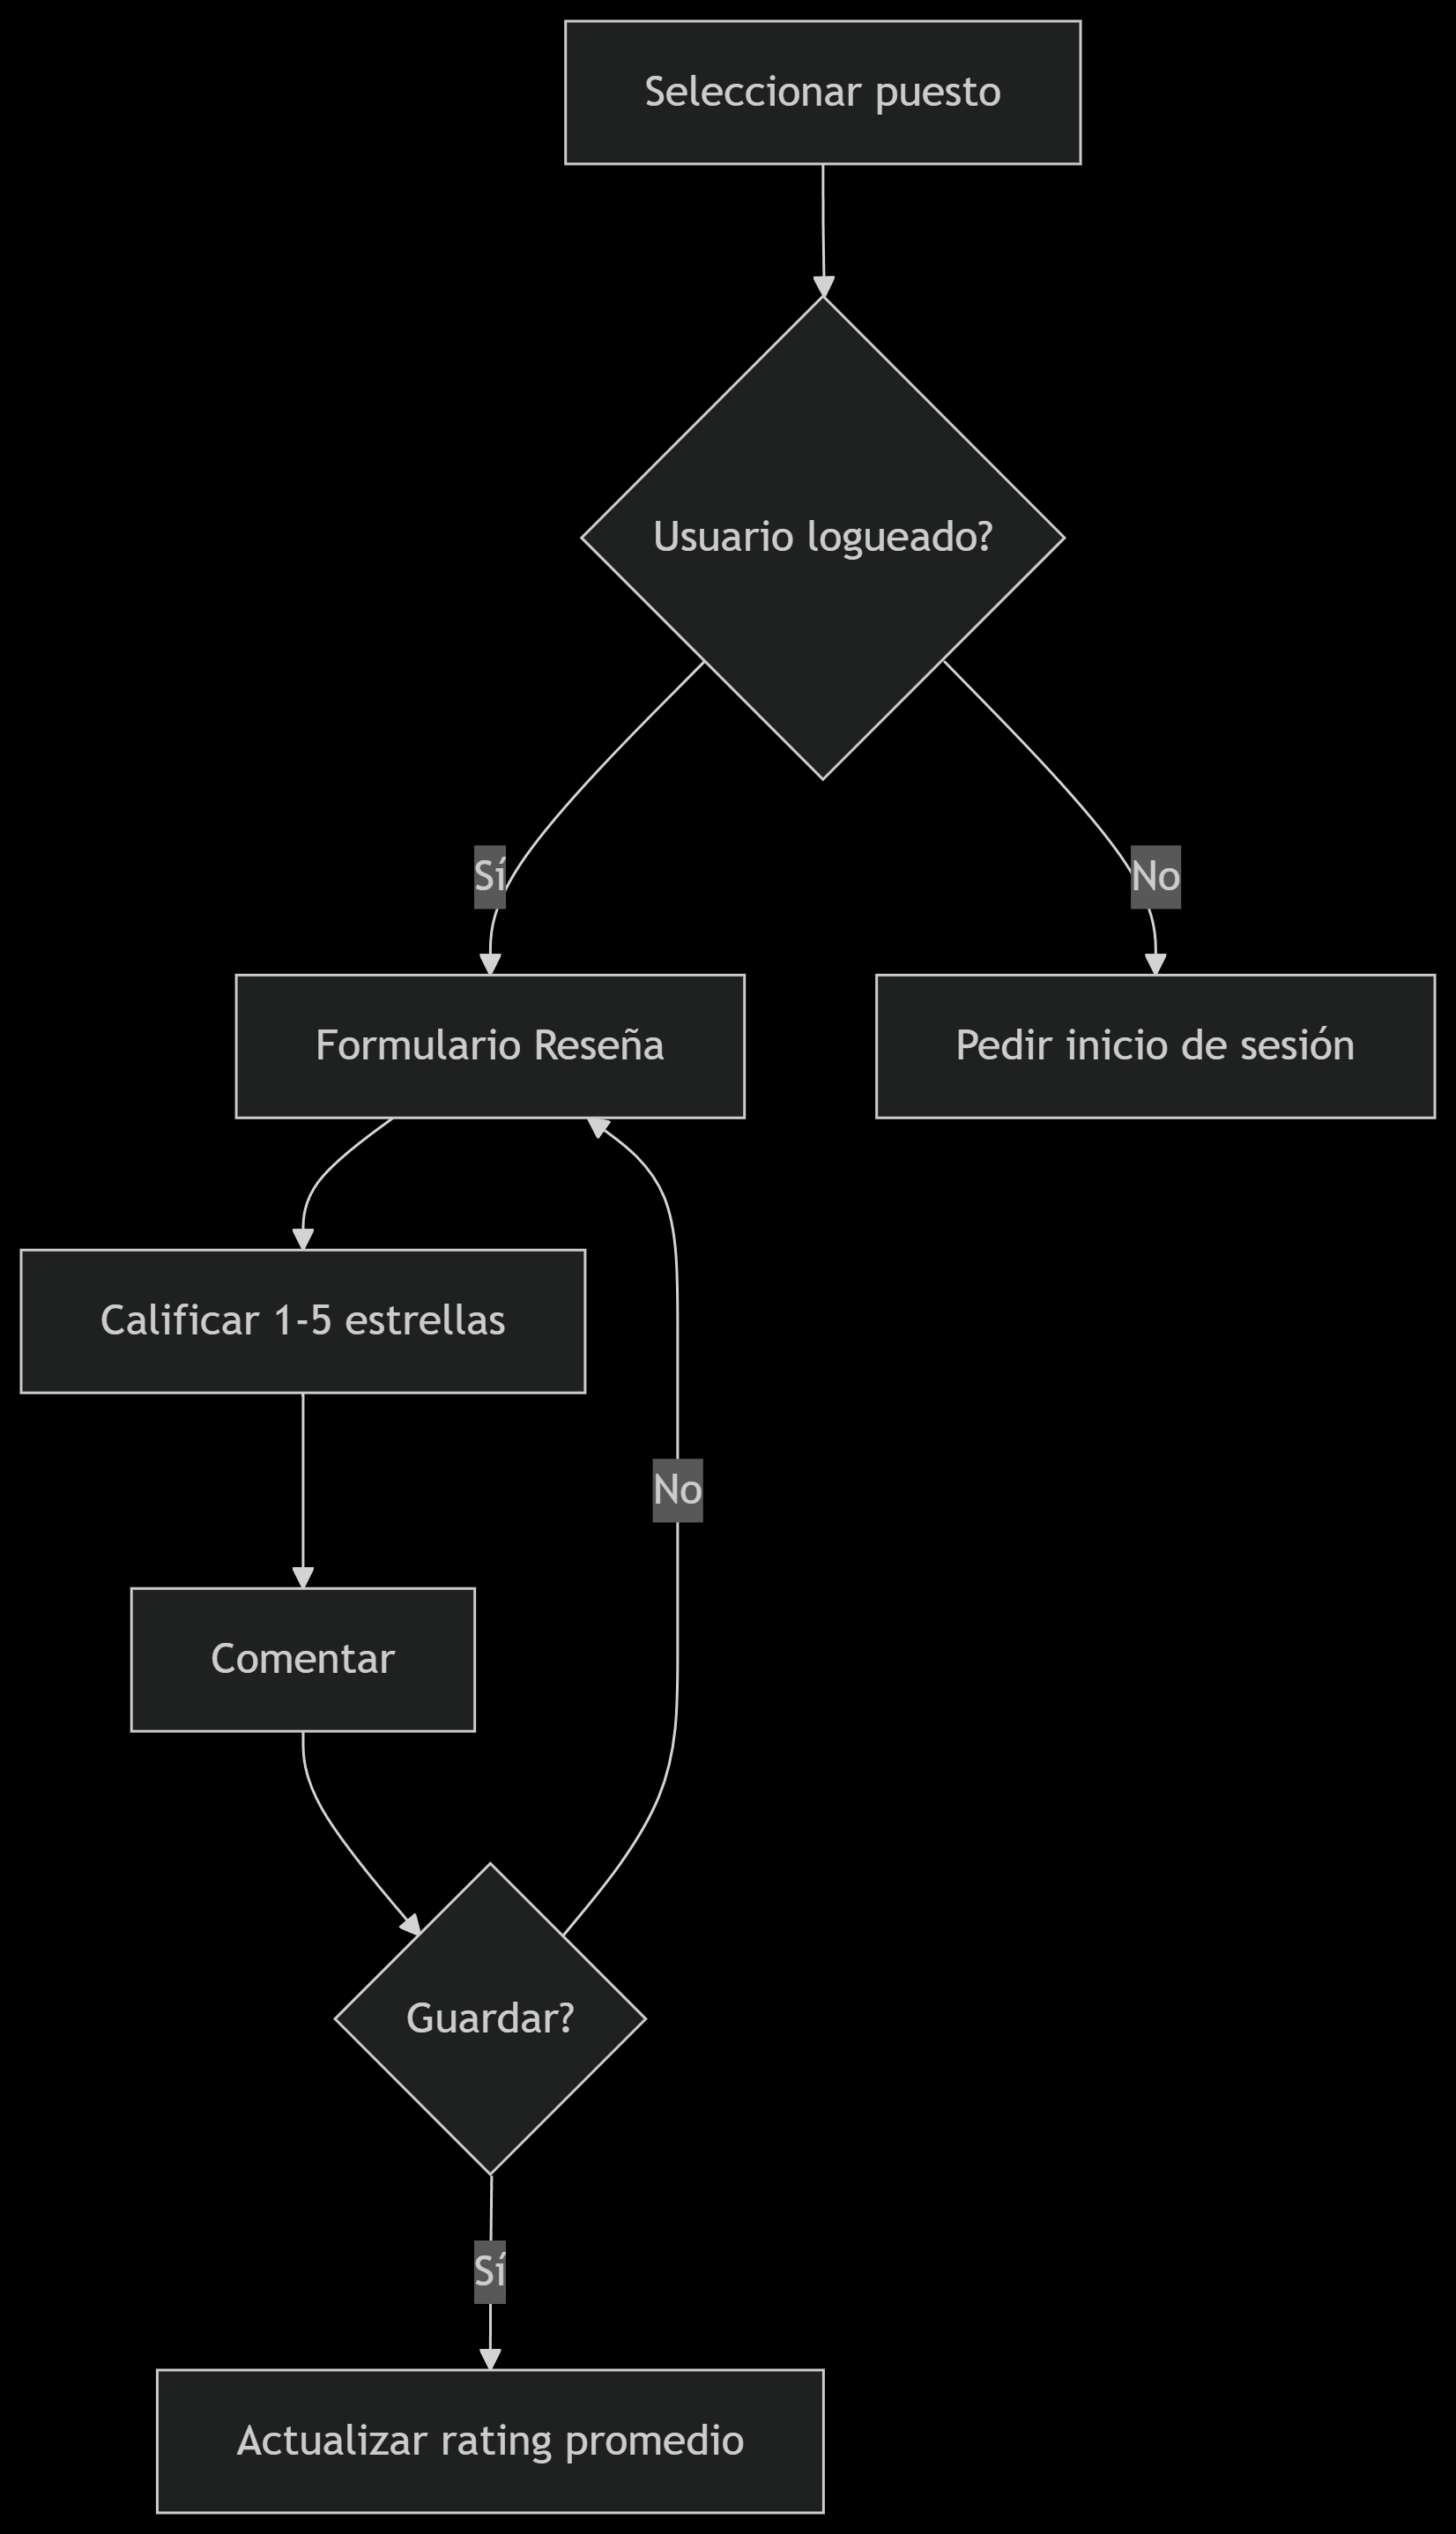 Seleccionar puesto
Usuario logueado?
Sí
No
Formulario Reseña
Pedir inicio de sesión
Calificar 1-5 estrellas
No
Comentar
Guardar?
Sí
Actualizar rating promedio